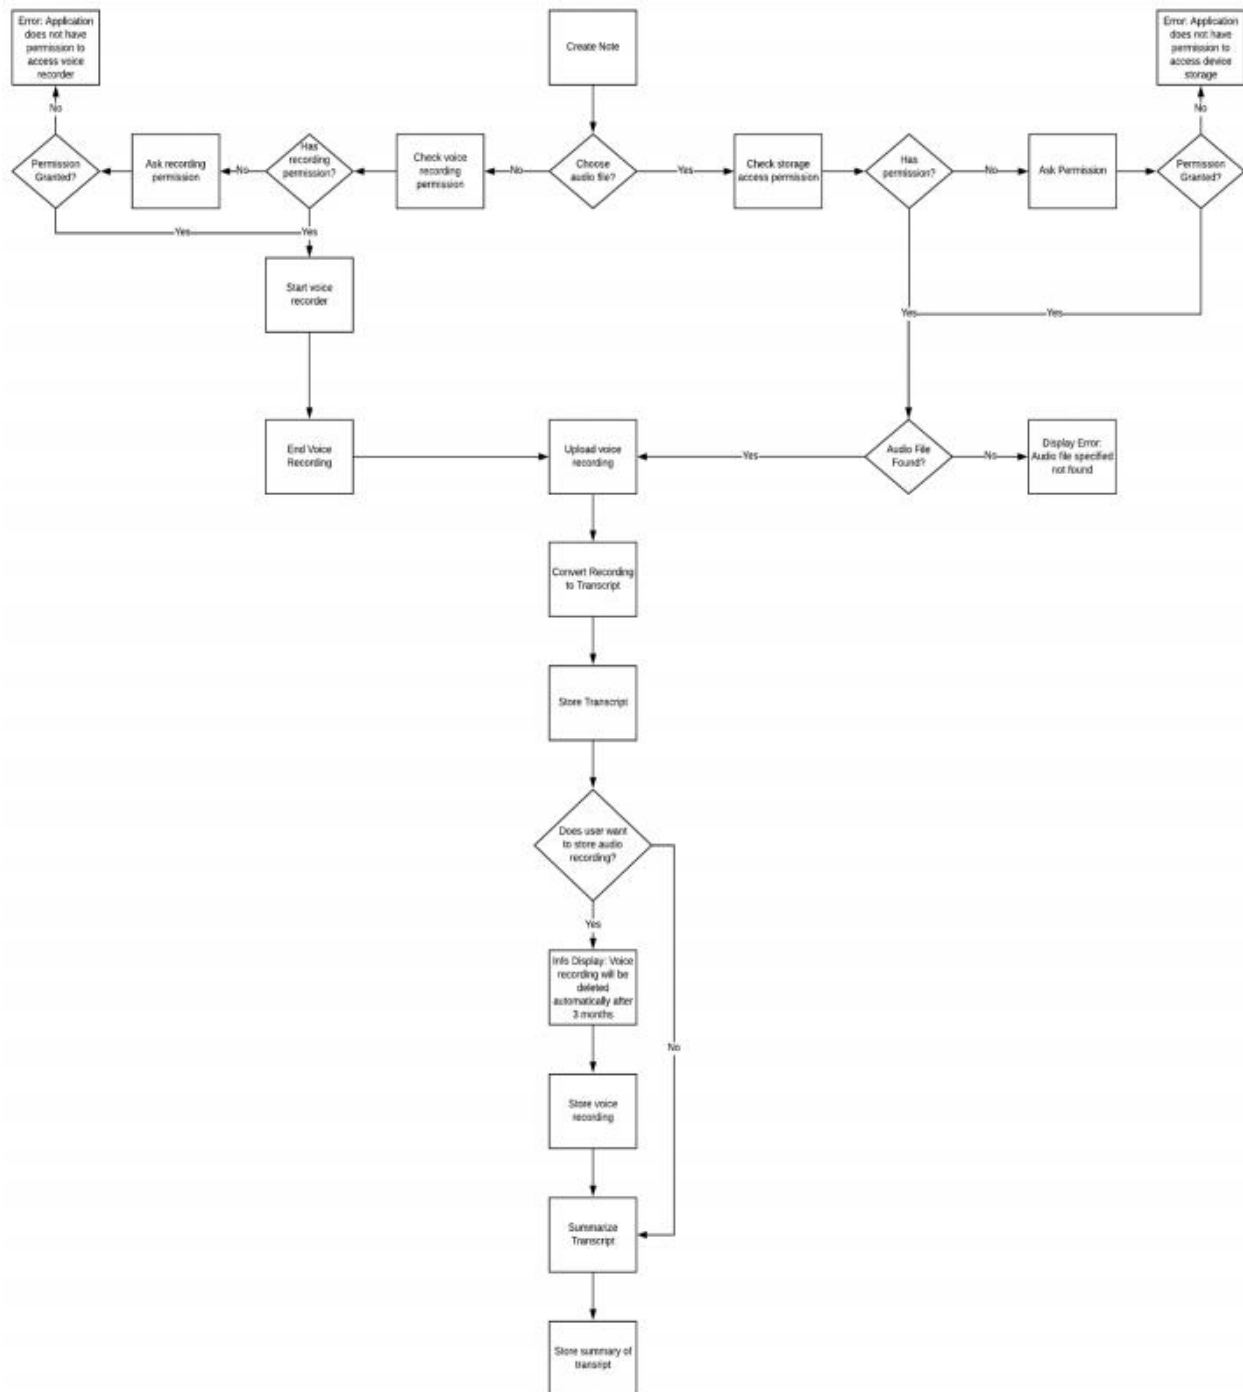 Error: Application
does not have
permission to
access voice
recorder
Create Note
Error: Application
does not have
permission to
access device
storage
No
No
Permission
Granted?
Ask recording
permission
No
Has
recording
permission?
Check voice
recording
permission
No
Choose
audio file?
Yes
Check storage
access permission
Has
permission?
No
Ask Permission
Permission
Granted?
Yes
Yes
Start voice
recorder
Yes
Yes
End Voice
Recording
Upload voice
recording
Yes
Audio File
Found?
No
Display Error:
Audio file specified
not found
Convert Recording
to Transcript
Store Transcript
Does user want
to store audio
recording?
Yes
Info Display: Voice
recording will be
deleted
automatically after
3 months
No
Store voice
recording
Summarize
Transcript
Store summary of
transript